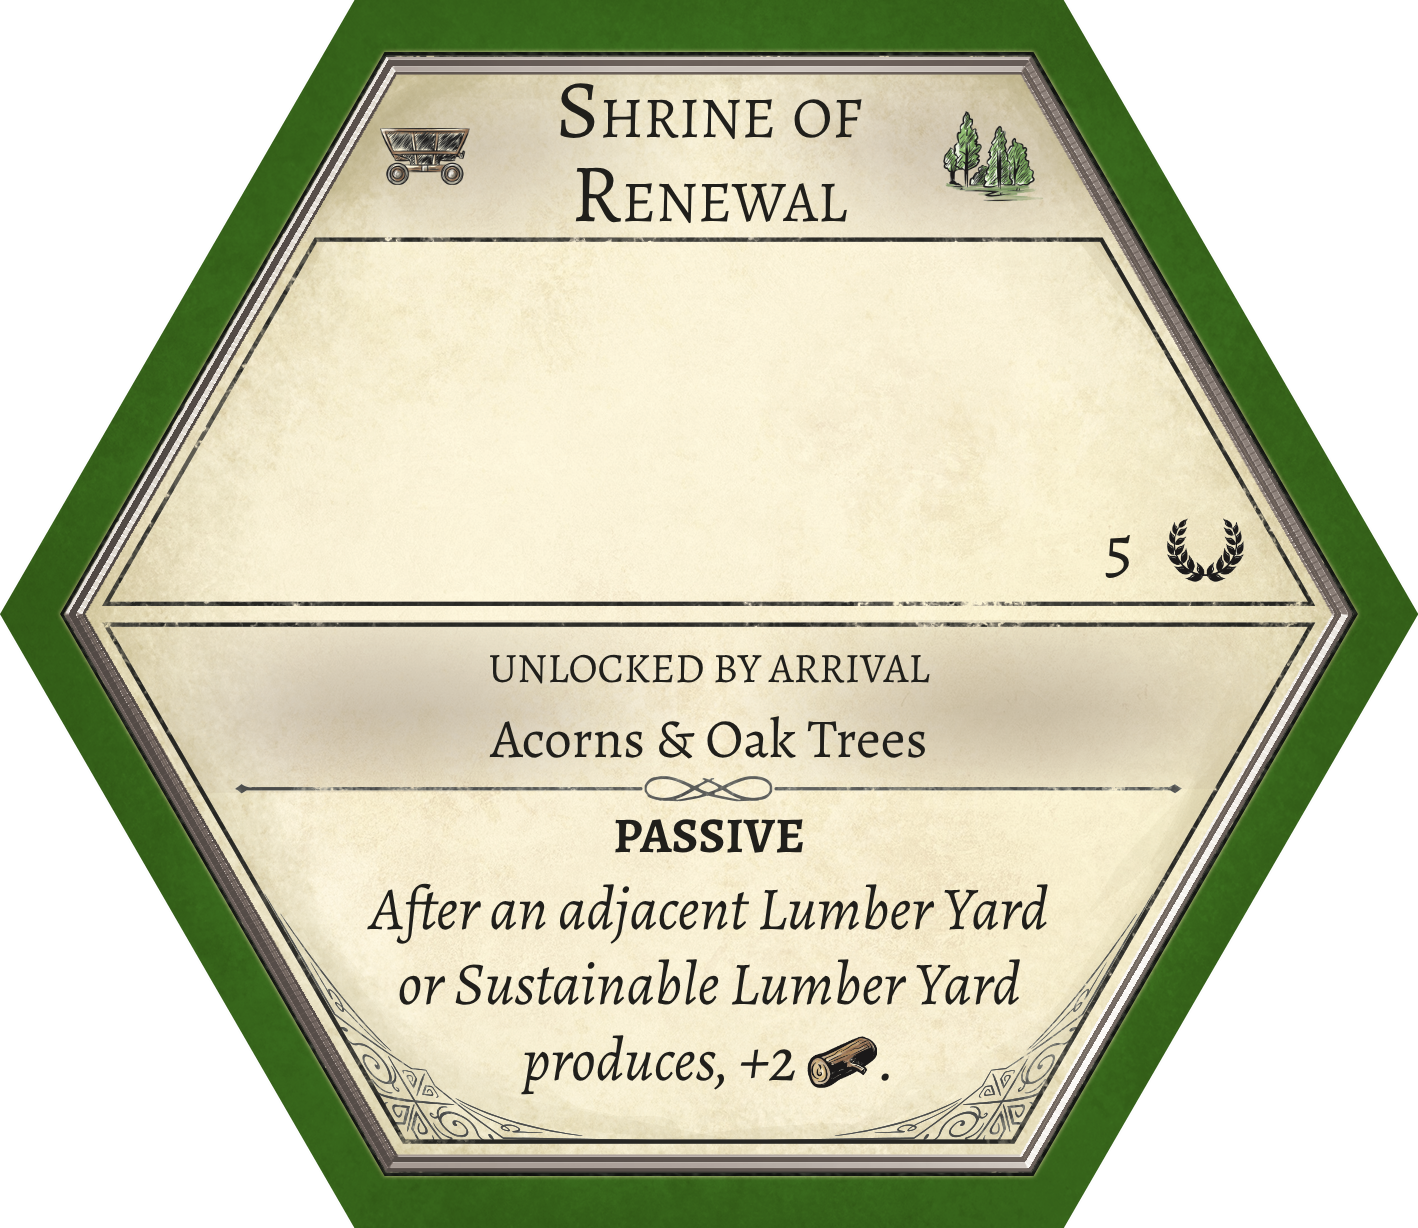 Shrine of
Renewal
5
UNLOCKED BY ARRIVAL
Acorns & Oak Trees
PASSIVE
After an adjacent Lumber Yard
or Sustainable Lumber Yard
produces, +2 .